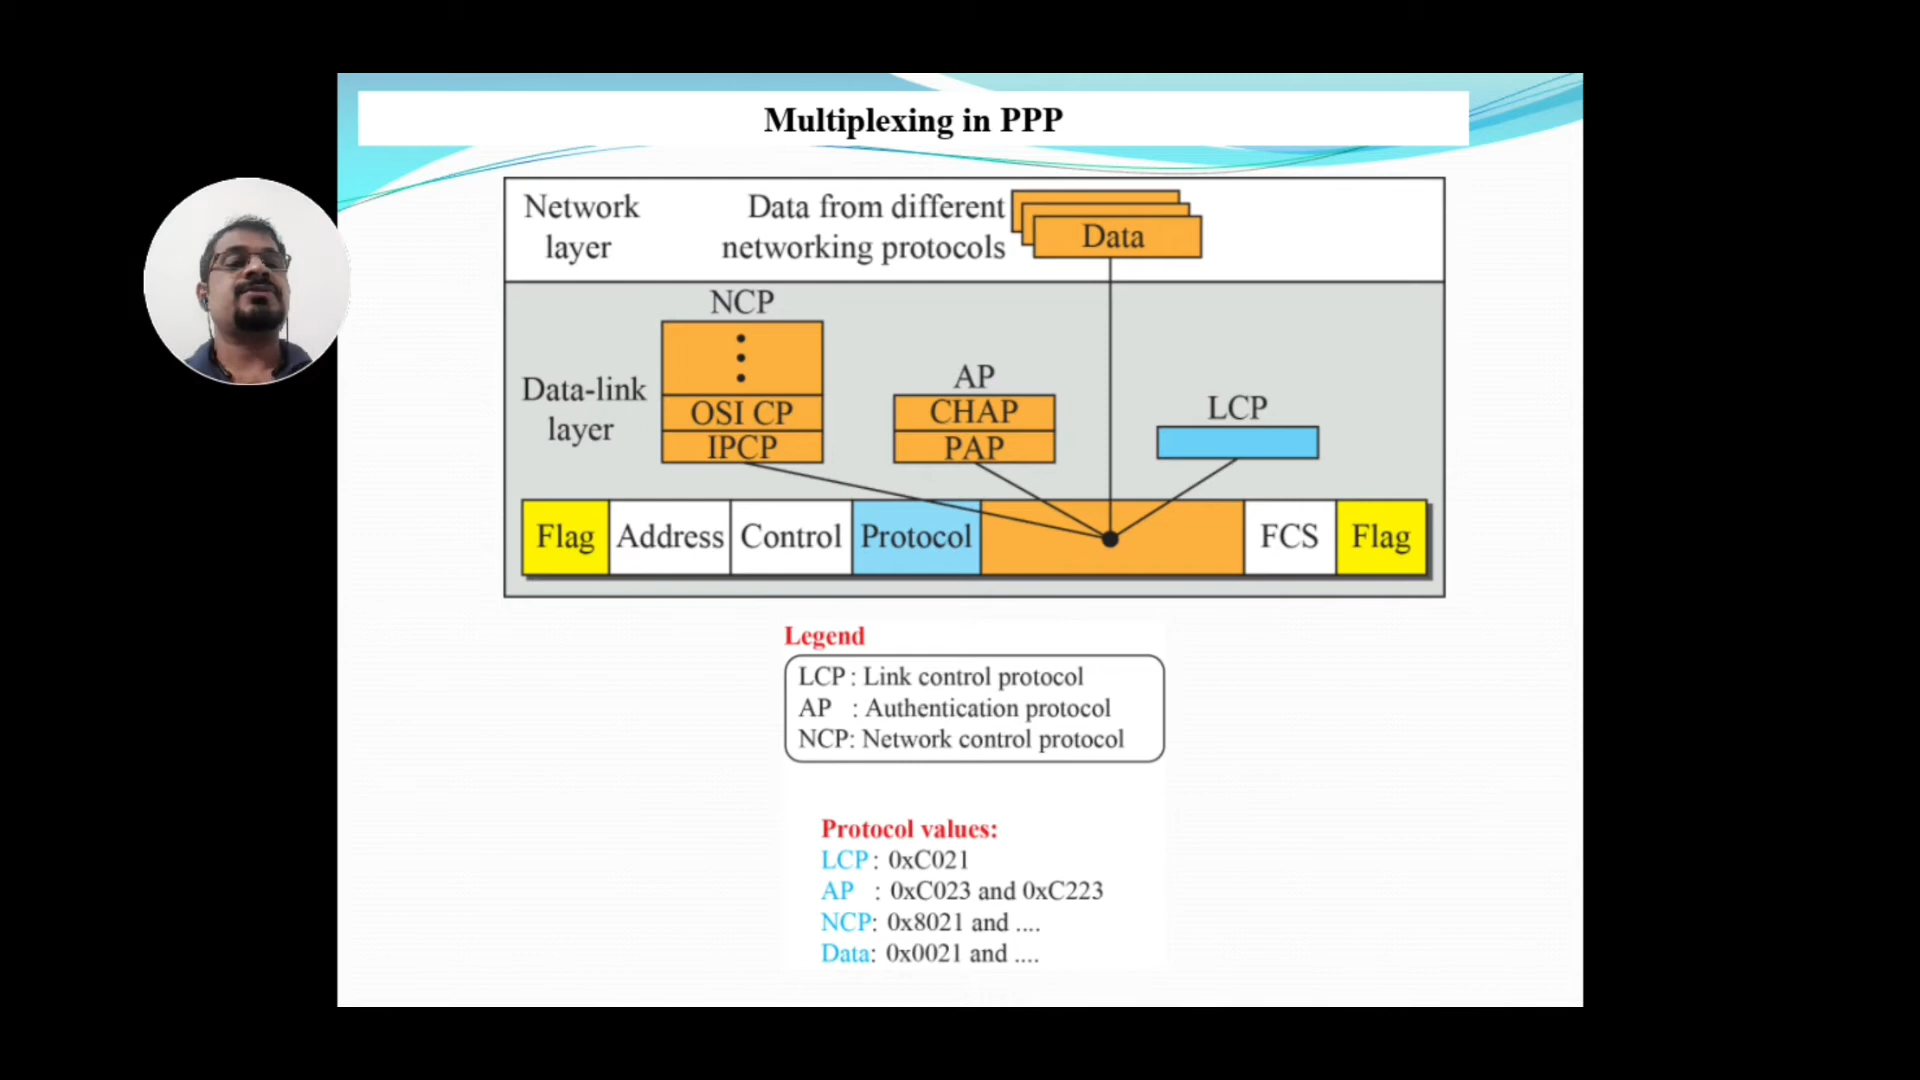 Multiplexing in PPP
Network
layer
Data from different
networking protocols
Data
NCP
OSI CP
IPCP
Data-link
layer
AP
CHAP
PAP
LCP
Flag
Address
Control
Protocol
FCS
Flag
Legend
LCP : Link control protocol
AP : Authentication protocol
NCP: Network control protocol
Protocol values:
LCP : 0xC021
AP : 0xC023 and 0xC223
NCP: 0x8021 and ....
Data: 0x0021 and ....